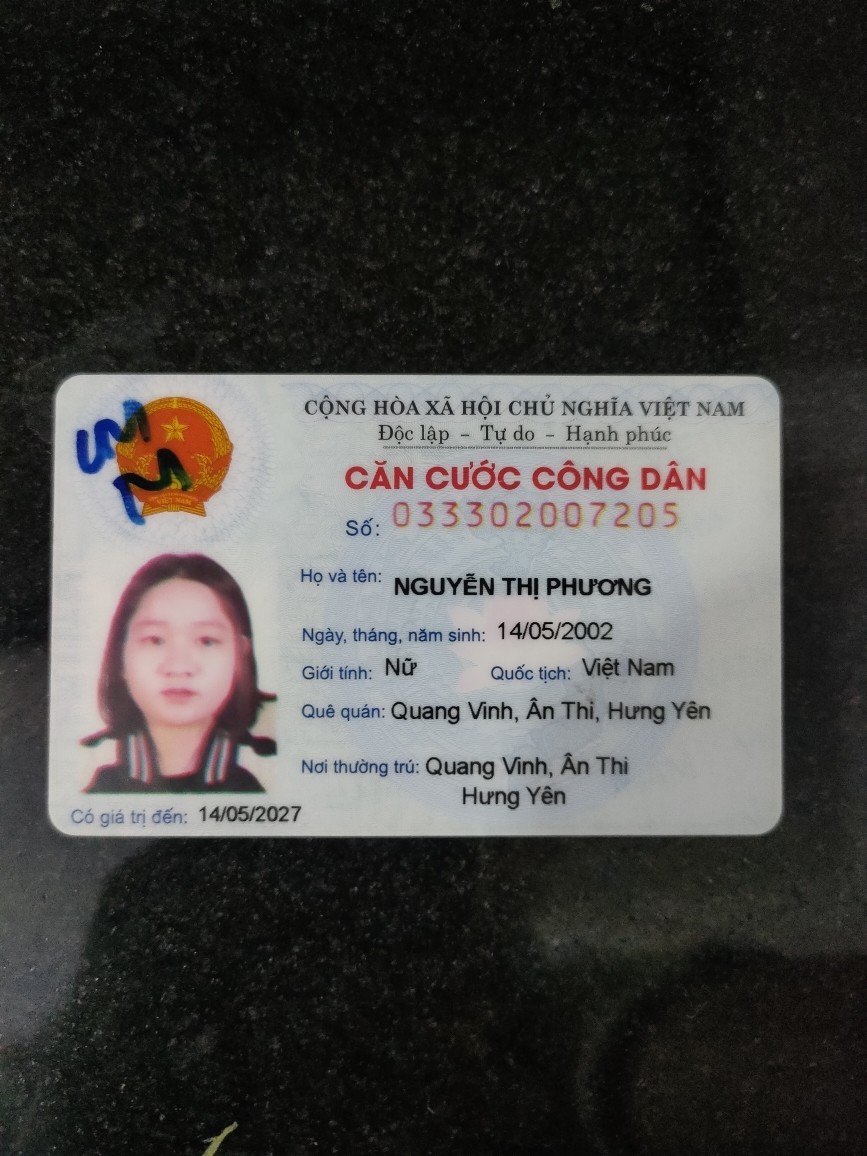 CỘNG HÒA XÃ HỘI CHỦ NGHĨA VIỆT NAM
Độc lập - Tự do - Hạnh phúc
CĂN CƯỚC CÔNG DÂN
Số: 033302007205
Họ và tên: NGUYỄN THỊ PHƯƠNG
Ngày, tháng, năm sinh: 14/05/2002
Giới tính: Nữ Quốc tịch: Việt Nam
Quê quán: Quang Vinh, Ân Thi, Hưng Yên
Nơi thường trú: Quang Vinh, Ân Thi
Hưng Yên
Có giá trị đến: 14/05/2027
VIỆT NAM